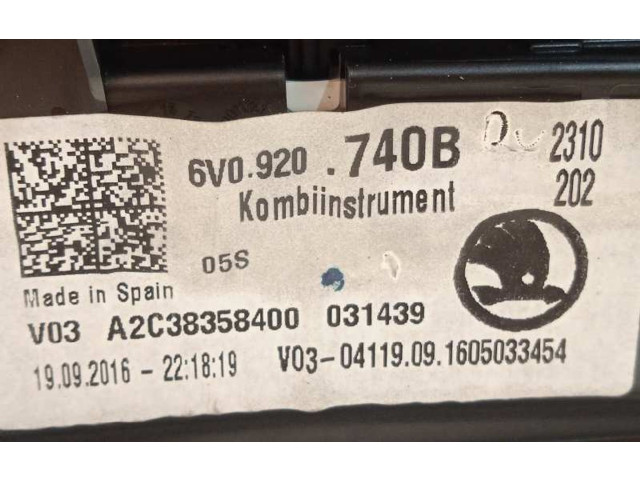 6V0.920 .740B 2310
Kombiinstrument 202
05S
Made in Spain
V03 A2C38358400 031439
19.09.2016 - 22:18:19 V03-04119.09.1605033454